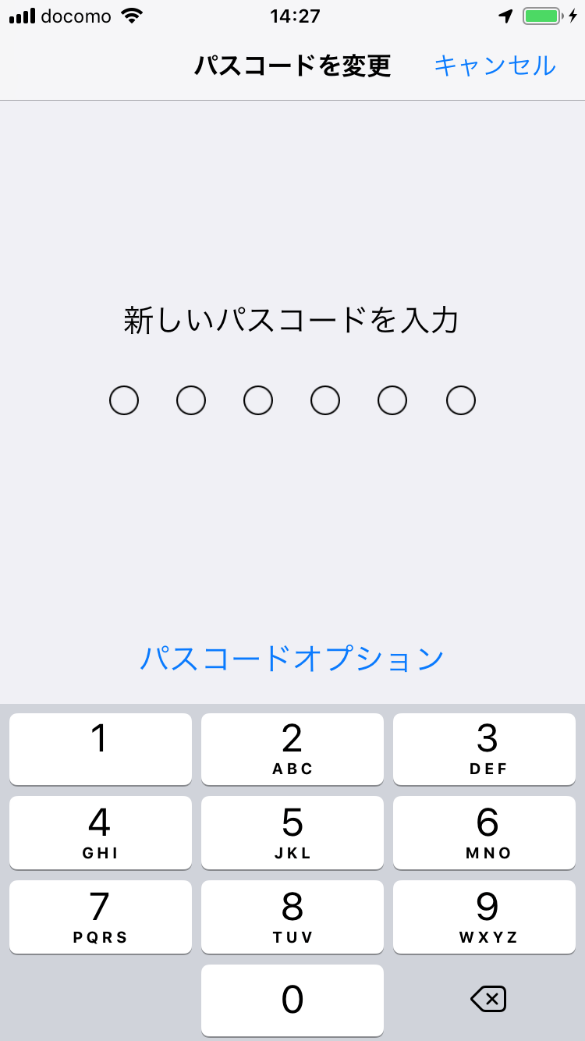 docomo 14:27
パスコードを変更 キャンセル
新しいパスコードを入力
パスコードオプション
1 2 3
ABC DEF
4 5 6
GHI JKL MNO
7 8 9
PQRS TUV WXYZ
0